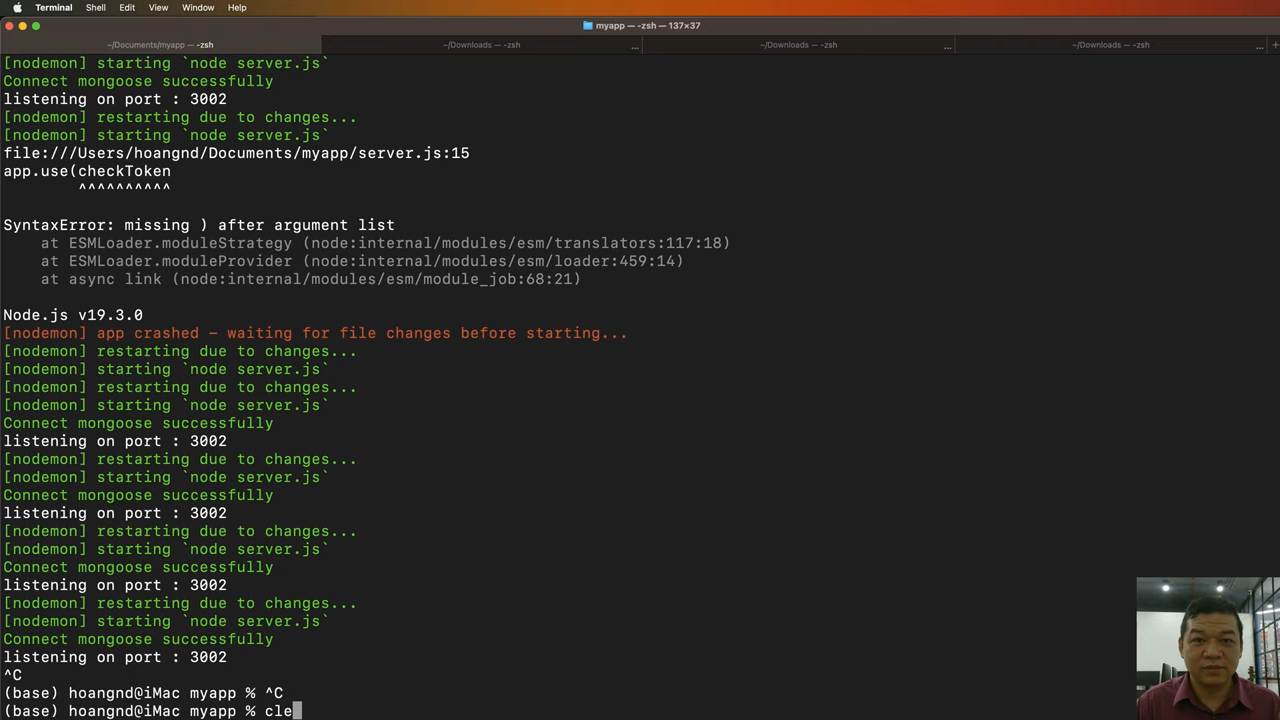 Terminal Shell Edit View Window Help
myapp — -zsh — 137×37
~/Documents/myapp — -zsh
~/Downloads — -zsh ...
~/Downloads — -zsh ...
~/Downloads — -zsh ... +
[nodemon] starting `node server.js`
Connect mongoose successfully
listening on port : 3002
[nodemon] restarting due to changes...
[nodemon] starting `node server.js`
file:///Users/hoangnd/Documents/myapp/server.js:15
app.use(checkToken
^^^^^^^^^^
SyntaxError: missing ) after argument list
at ESMLoader.moduleStrategy (node:internal/modules/esm/translators:117:18)
at ESMLoader.moduleProvider (node:internal/modules/esm/loader:459:14)
at async link (node:internal/modules/esm/module_job:68:21)
Node.js v19.3.0
[nodemon] app crashed – waiting for file changes before starting...
[nodemon] restarting due to changes...
[nodemon] starting `node server.js`
[nodemon] restarting due to changes...
[nodemon] starting `node server.js`
Connect mongoose successfully
listening on port : 3002
[nodemon] restarting due to changes...
[nodemon] starting `node server.js`
Connect mongoose successfully
listening on port : 3002
[nodemon] restarting due to changes...
[nodemon] starting `node server.js`
Connect mongoose successfully
listening on port : 3002
[nodemon] restarting due to changes...
[nodemon] starting `node server.js`
Connect mongoose successfully
listening on port : 3002
^C
(base) hoangnd@iMac myapp % ^C
(base) hoangnd@iMac myapp % cle